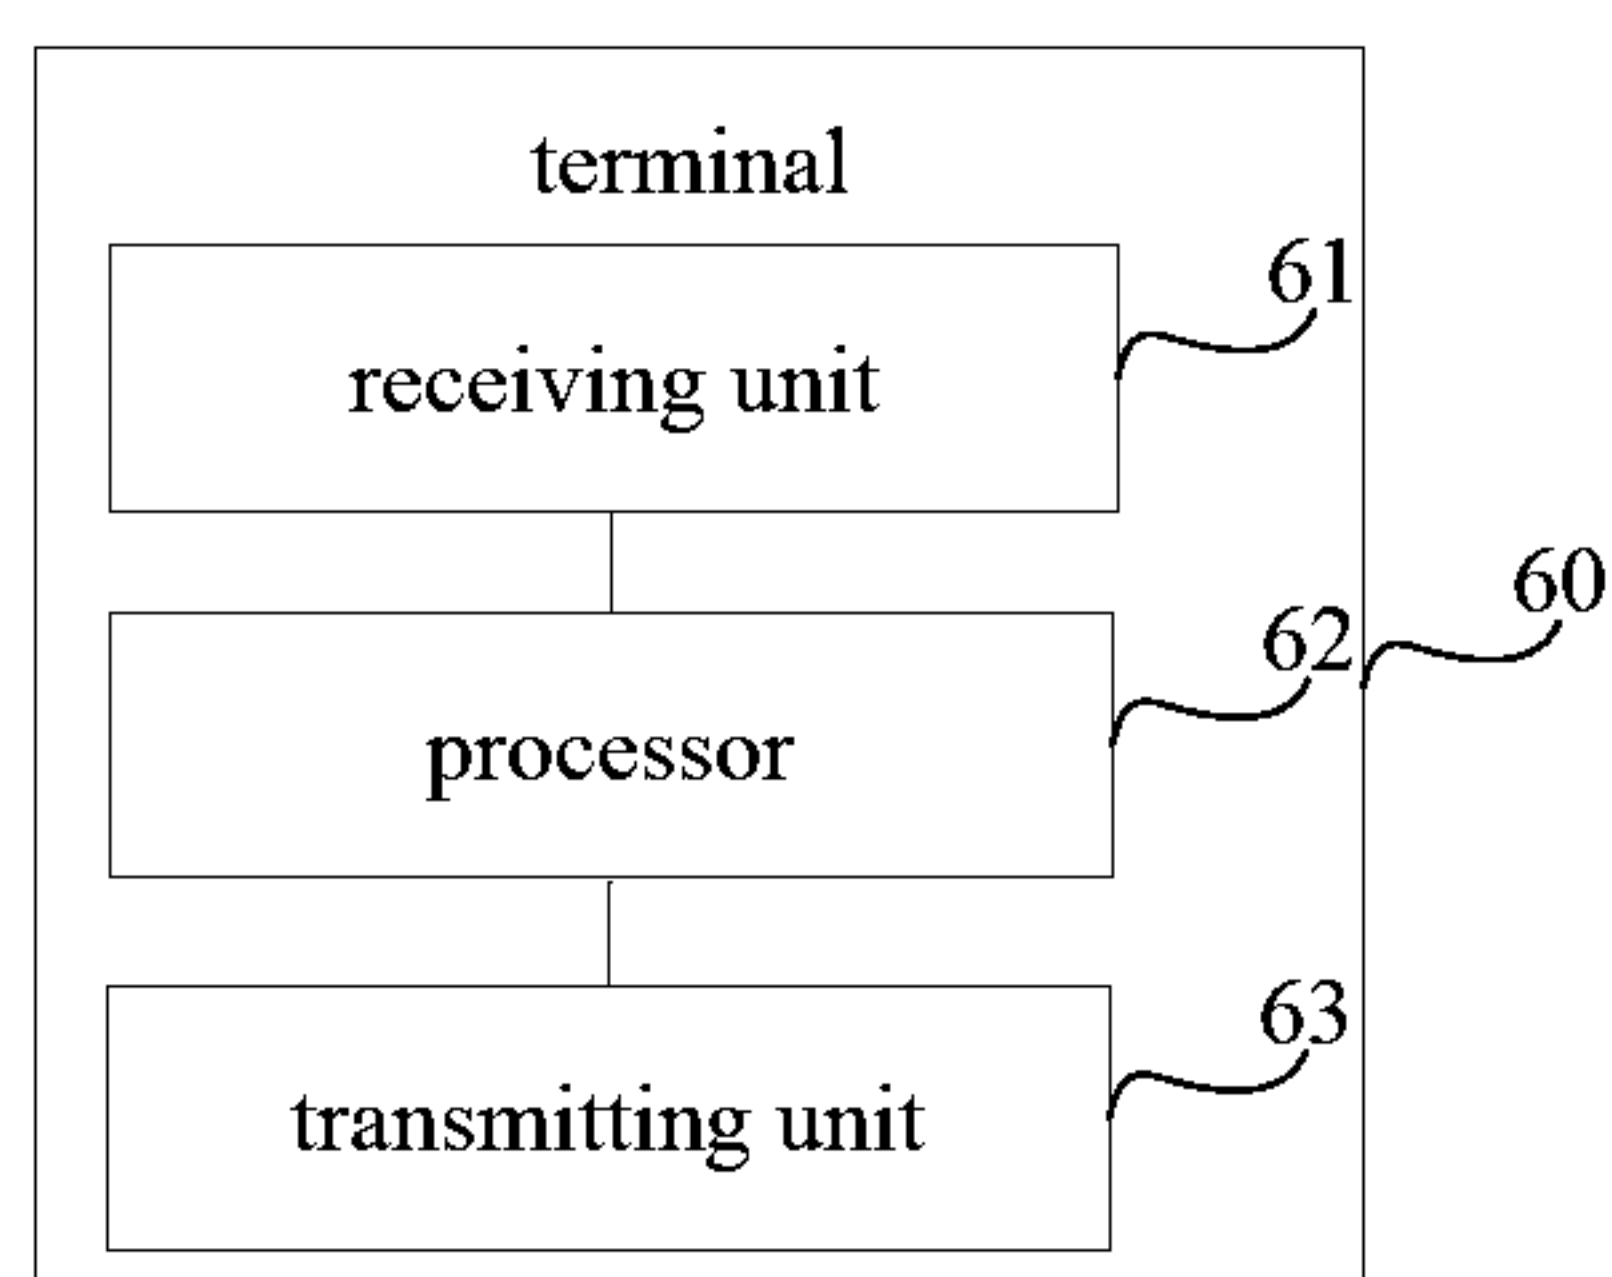 terminal
61
receiving unit
60
62
processor
63
transmitting unit